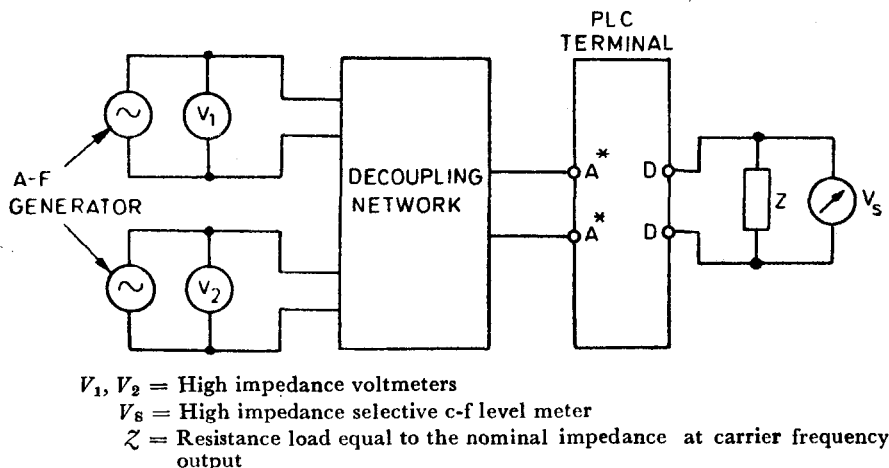 PLC
TERMINAL
V1
A-F
GENERATOR
V2
DECOUPLING
NETWORK
A*
A*
D
D
Z
Vs
V1, V2 = High impedance voltmeters
Vs = High impedance selective c-f level meter
Z = Resistance load equal to the nominal impedance at carrier frequency
output